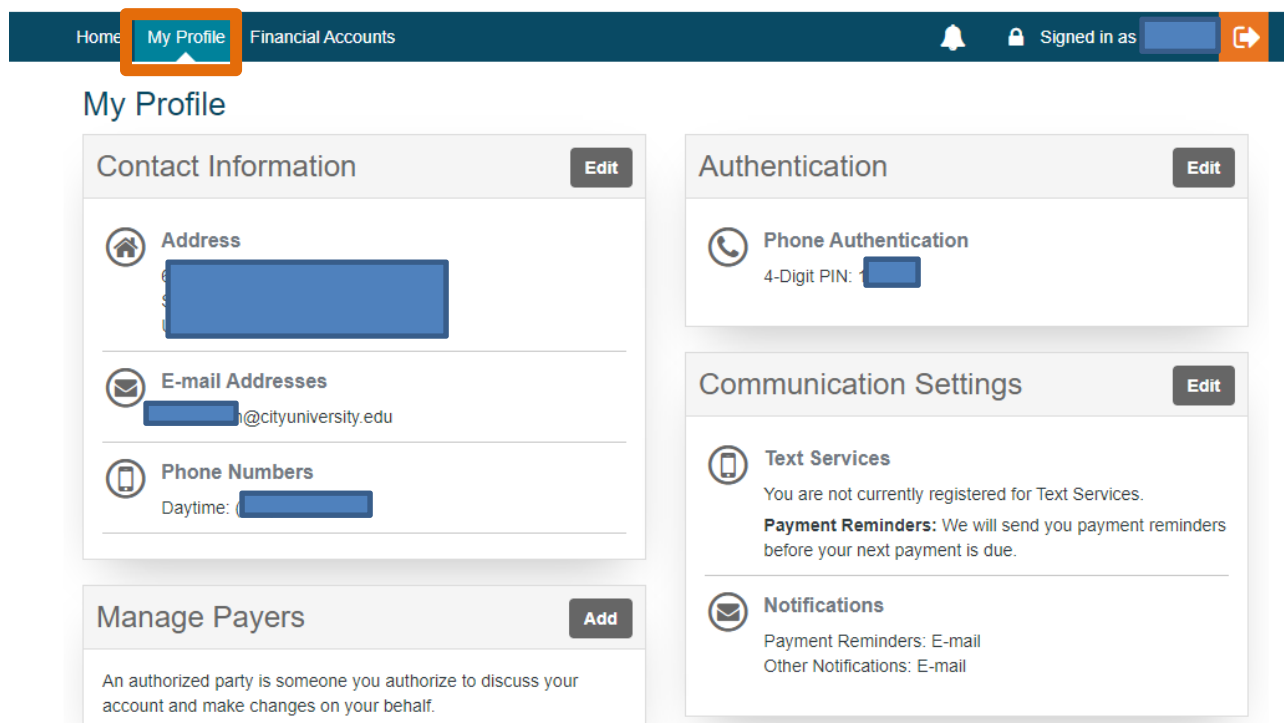 Home My Profile Financial Accounts Signed in as
My Profile
Contact Information Edit
Address
E-mail Addresses
@cityuniversity.edu
Phone Numbers
Daytime: (
Manage Payers Add
An authorized party is someone you authorize to discuss your
account and make changes on your behalf.
Authentication Edit
Phone Authentication
4-Digit PIN:
Communication Settings Edit
Text Services
You are not currently registered for Text Services.
Payment Reminders: We will send you payment reminders
before your next payment is due.
Notifications
Payment Reminders: E-mail
Other Notifications: E-mail